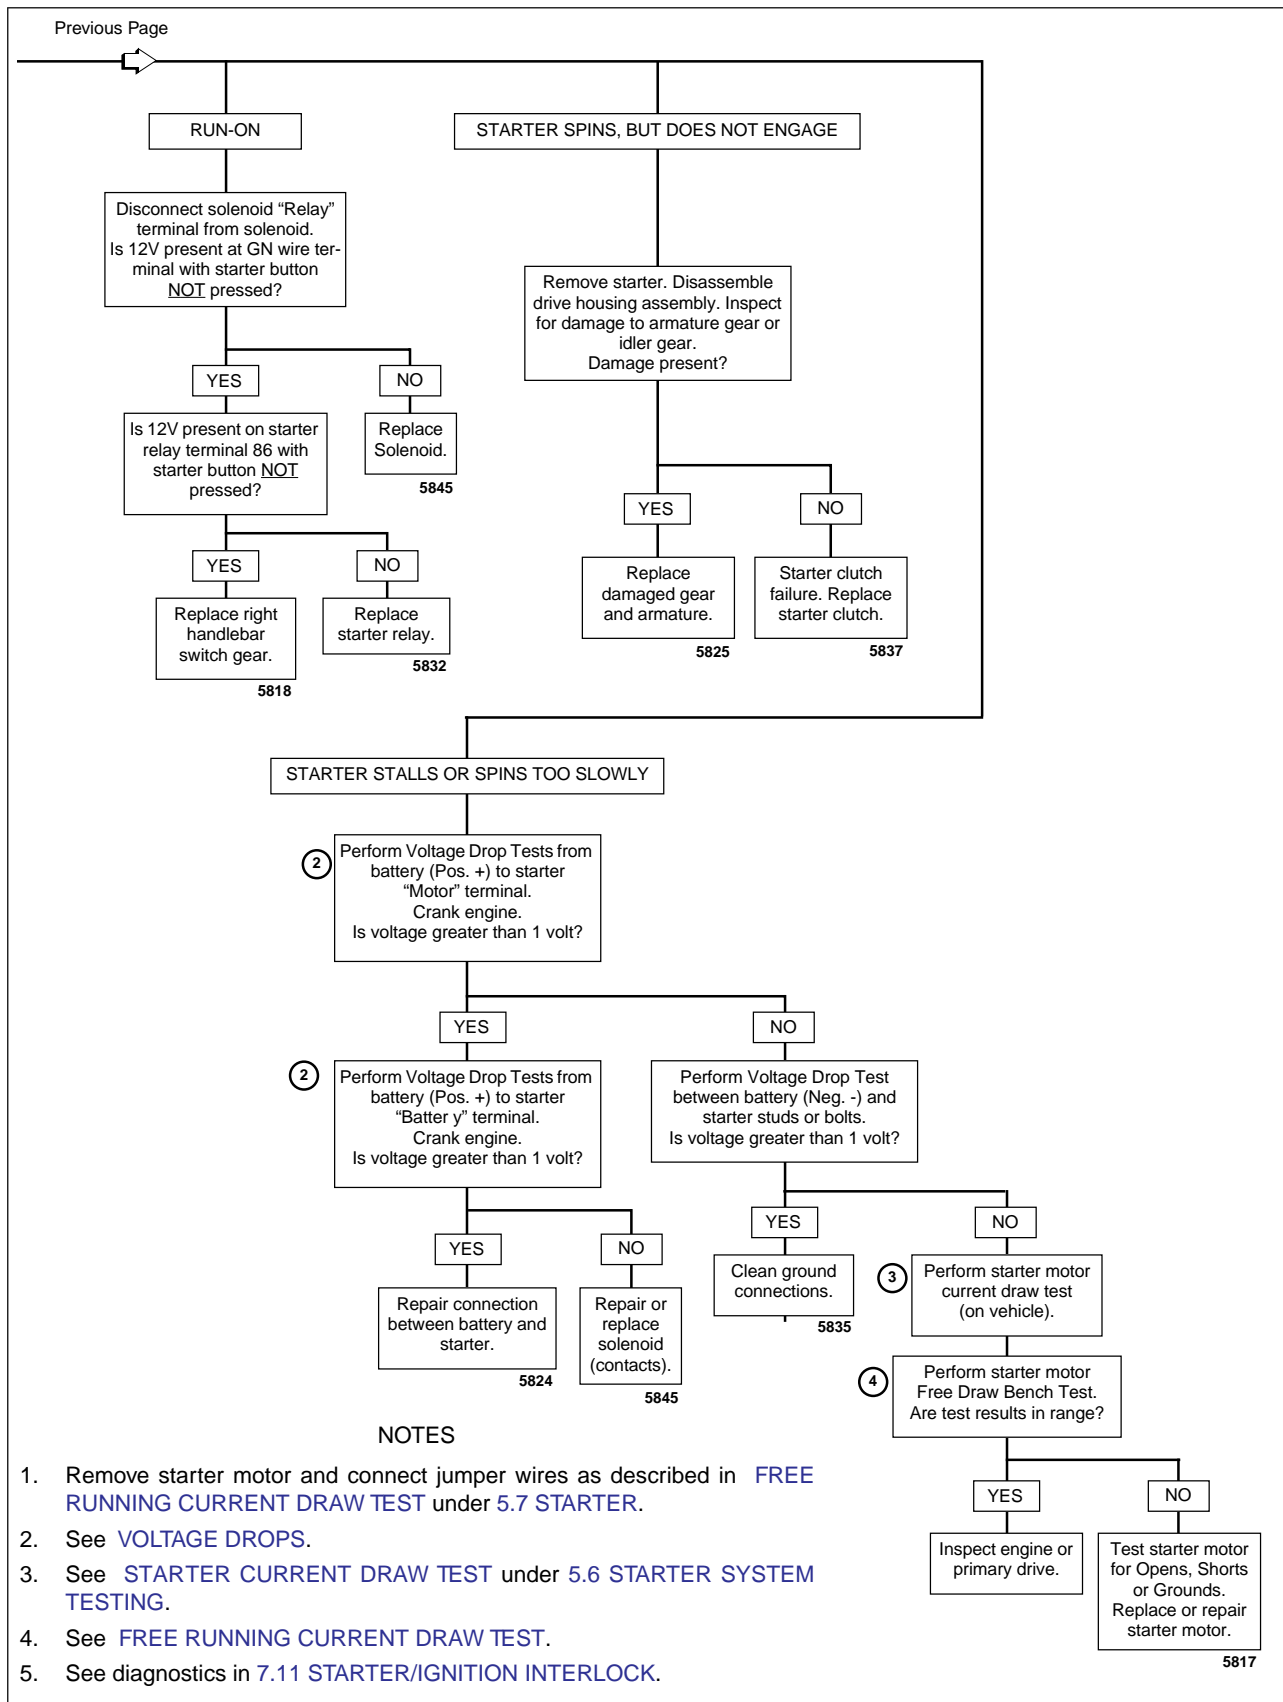 Previous Page
RUN-ON
Disconnect solenoid “Relay”
terminal from solenoid.
Is 12V present at GN wire ter-
minal with starter button
NOT pressed?
YES
NO
Is 12V present on starter
relay terminal 86 with
starter button NOT
pressed?
Replace
Solenoid.
5845
YES
NO
Replace right
handlebar
switch gear.
5818
Replace
starter relay.
5832
STARTER SPINS, BUT DOES NOT ENGAGE
Remove starter. Disassemble
drive housing assembly. Inspect
for damage to armature gear or
idler gear.
Damage present?
YES
NO
Replace
damaged gear
and armature.
5825
Starter clutch
failure. Replace
starter clutch.
5837
STARTER STALLS OR SPINS TOO SLOWLY
2
Perform Voltage Drop Tests from
battery (Pos. +) to starter
“Motor” terminal.
Crank engine.
Is voltage greater than 1 volt?
YES
NO
2
Perform Voltage Drop Tests from
battery (Pos. +) to starter
“Batter y” terminal.
Crank engine.
Is voltage greater than 1 volt?
Perform Voltage Drop Test
between battery (Neg. -) and
starter studs or bolts.
Is voltage greater than 1 volt?
YES
NO
Repair connection
between battery and
starter.
5824
Repair or
replace
solenoid
(contacts).
5845
YES
NO
Clean ground
connections.
5835
3
Perform starter motor
current draw test
(on vehicle).
4
Perform starter motor
Free Draw Bench Test.
Are test results in range?
YES
NO
Inspect engine or
primary drive.
Test starter motor
for Opens, Shorts
or Grounds.
Replace or repair
starter motor.
5817
NOTES
1. Remove starter motor and connect jumper wires as described in FREE
RUNNING CURRENT DRAW TEST under 5.7 STARTER.
2. See VOLTAGE DROPS.
3. See STARTER CURRENT DRAW TEST under 5.6 STARTER SYSTEM
TESTING.
4. See FREE RUNNING CURRENT DRAW TEST.
5. See diagnostics in 7.11 STARTER/IGNITION INTERLOCK.